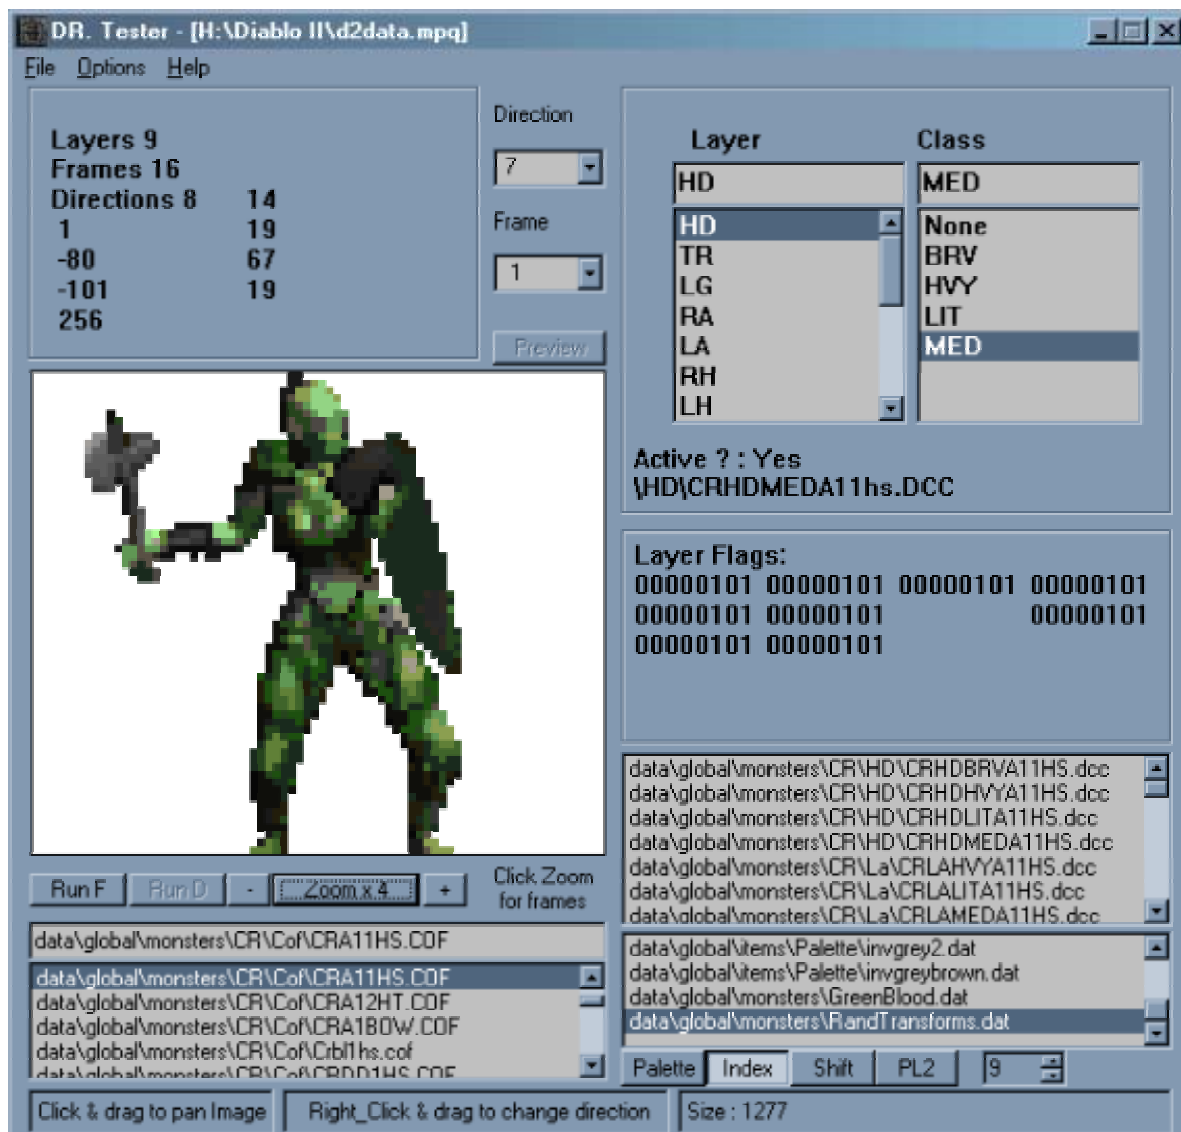 DR. Tester - [H:\Diablo II\d2data.mpq]
File Options Help
Layers 9
Frames 16
Directions 8 14
1 19
-80 67
-101 19
256
Direction
7
Frame
1
Preview
Layer Class
HD MED
HD None
TR BRV
LG HVY
RA LIT
LA MED
RH
LH
Active ? : Yes
\HD\CRHDMEDA11hs.DCC
Layer Flags:
00000101 00000101 00000101 00000101
00000101 00000101 00000101
00000101 00000101
data\global\monsters\CR\HD\CRHDBRVA11HS.dcc
data\global\monsters\CR\HD\CRHDHVYA11HS.dcc
data\global\monsters\CR\HD\CRHDLITA11HS.dcc
data\global\monsters\CR\HD\CRHDMEDA11HS.dcc
data\global\monsters\CR\La\CRLAHVYA11HS.dcc
data\global\monsters\CR\La\CRLALITA11HS.dcc
data\global\monsters\CR\La\CRLAMEDA11HS.dcc
Run F Run D - Zoom x 4 +
Click Zoom
for frames
data\global\monsters\CR\Cof\CRA11HS.COF
data\global\monsters\CR\Cof\CRA11HS.COF
data\global\monsters\CR\Cof\CRA12HT.COF
data\global\monsters\CR\Cof\CRA1BOW.COF
data\global\monsters\CR\Cof\Crbl1hs.cof
data\global\monsters\CR\Cof\CRDD1HS.COF
data\global\items\Palette\invgrey2.dat
data\global\items\Palette\invgreybrown.dat
data\global\monsters\GreenBlood.dat
data\global\monsters\RandTransforms.dat
Palette Index Shift PL2 9
Click & drag to pan Image Right_Click & drag to change direction Size : 1277